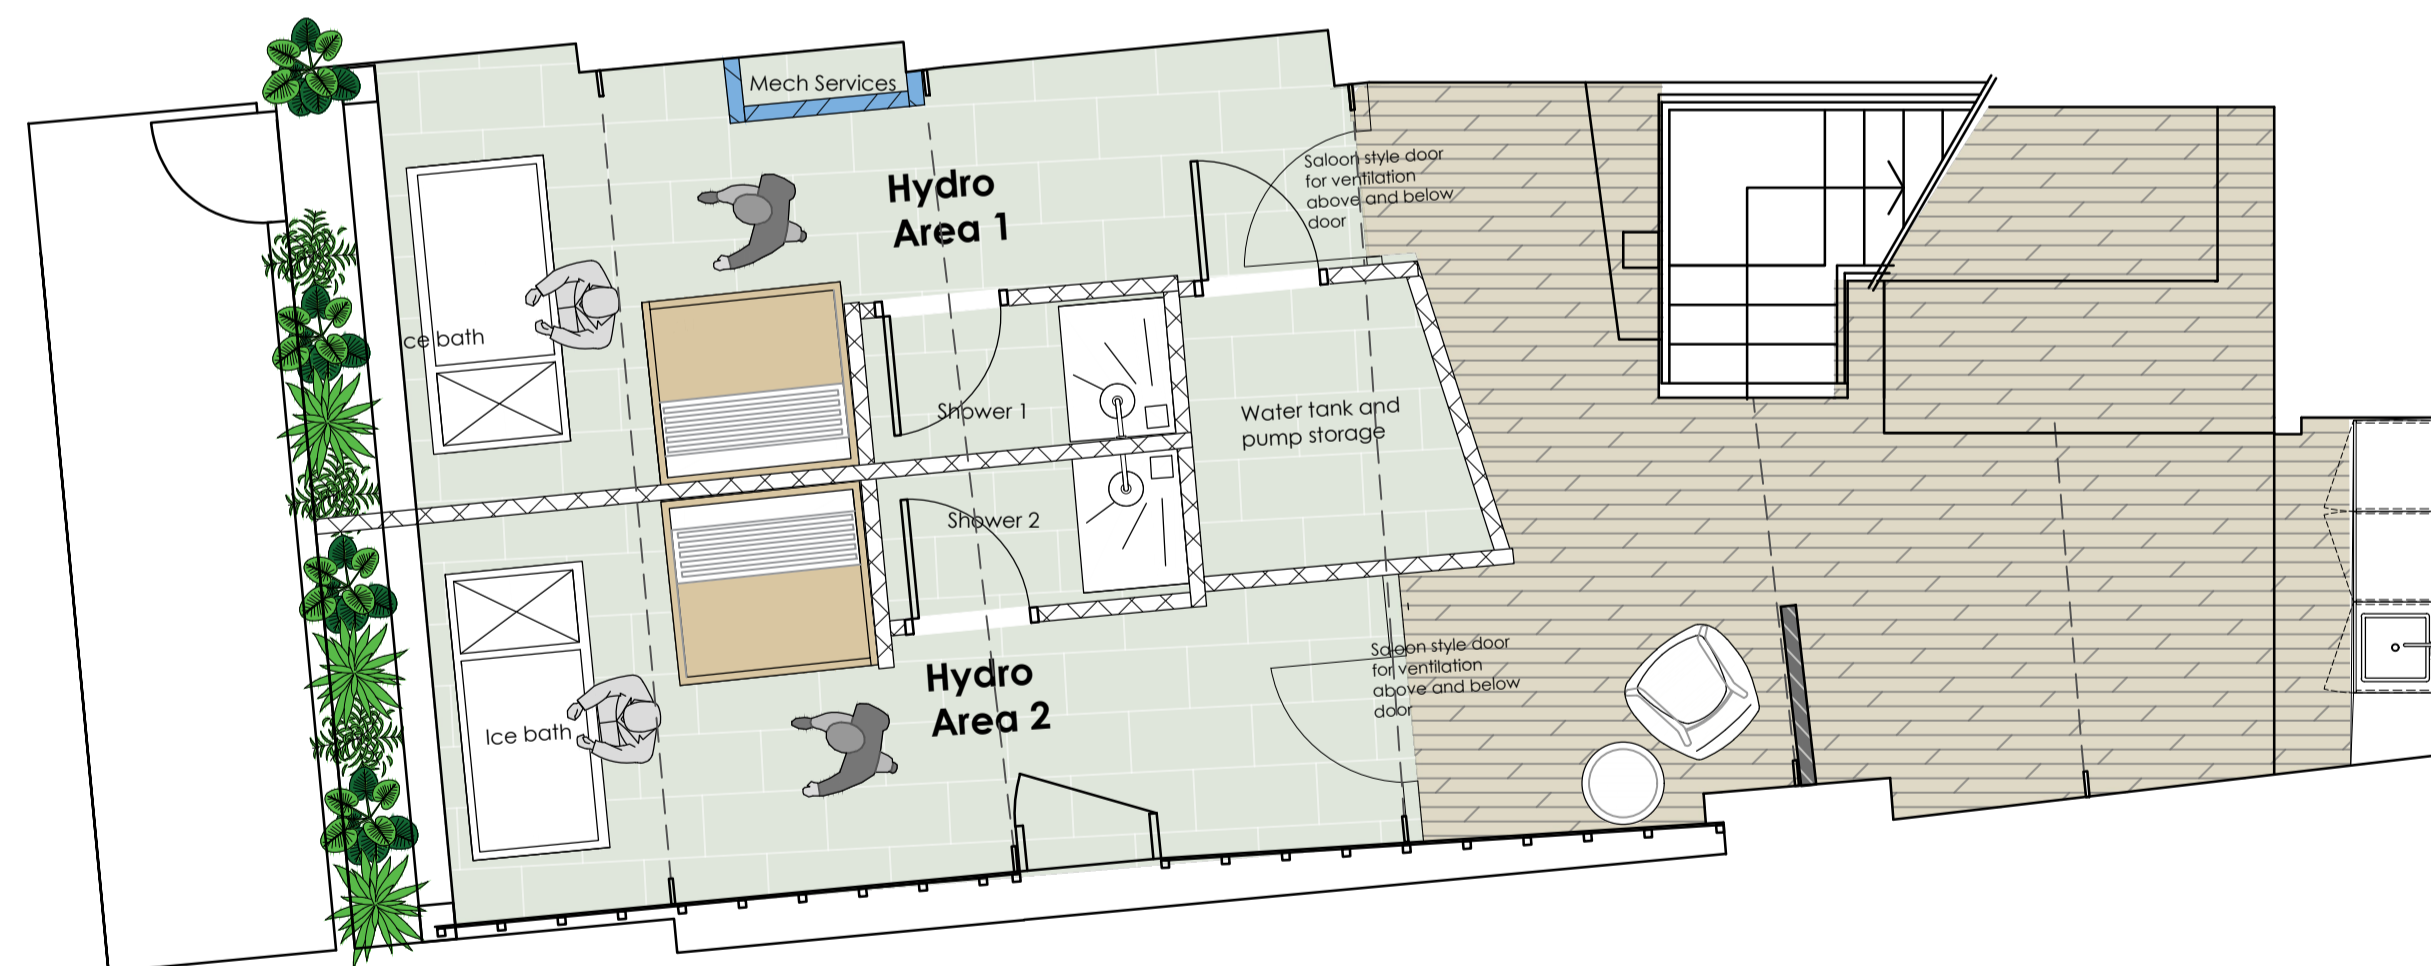 Mech Services
Hydro
Area 1
Saloon style door
for ventilation
above and below
door
ce bath
Shower 1
Water tank and
pump storage
Shower 2
Hydro
Area 2
Saloon style door
for ventilation
above and below
door
Ice bath